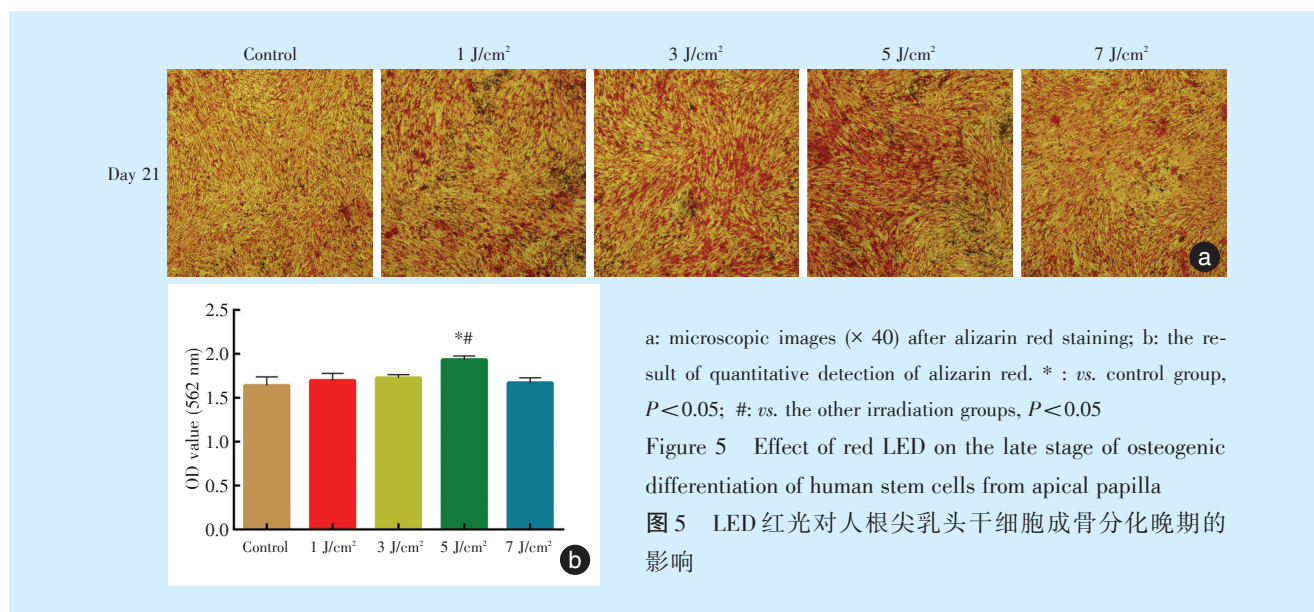 Control 1 J/cm² 3 J/cm² 5 J/cm² 7 J/cm²
Day 21
a
OD value (562 nm)
2.5
2.0
1.5
1.0
0.5
0.0
*#
Control 1 J/cm² 3 J/cm² 5 J/cm² 7 J/cm²
b
a: microscopic images (× 40) after alizarin red staining; b: the re-
sult of quantitative detection of alizarin red. * : vs. control group,
P<0.05; #: vs. the other irradiation groups, P<0.05
Figure 5 Effect of red LED on the late stage of osteogenic
differentiation of human stem cells from apical papilla
图 5 LED 红光对人根尖乳头干细胞成骨分化晚期的
影响